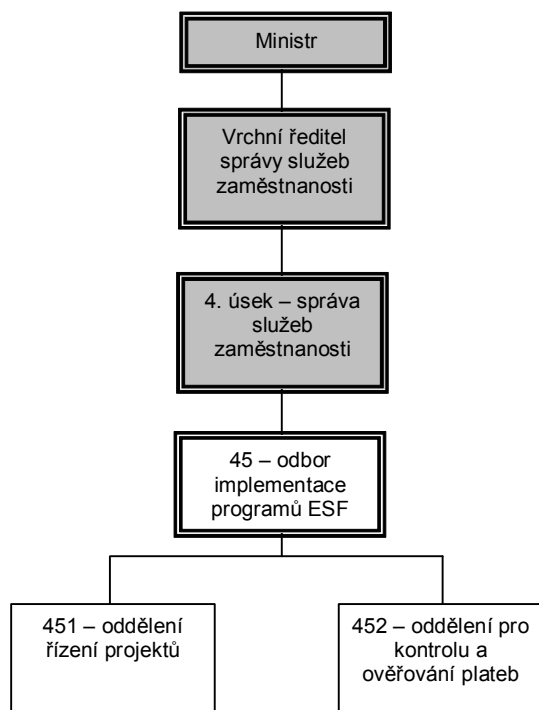 Ministr
Vrchní ředitel
správy služeb
zaměstnanosti
4. úsek – správa
služeb
zaměstnanosti
45 – odbor
implementace
programů ESF
451 – oddělení
řízení projektů
452 – oddělení pro
kontrolu a
ověřování plateb